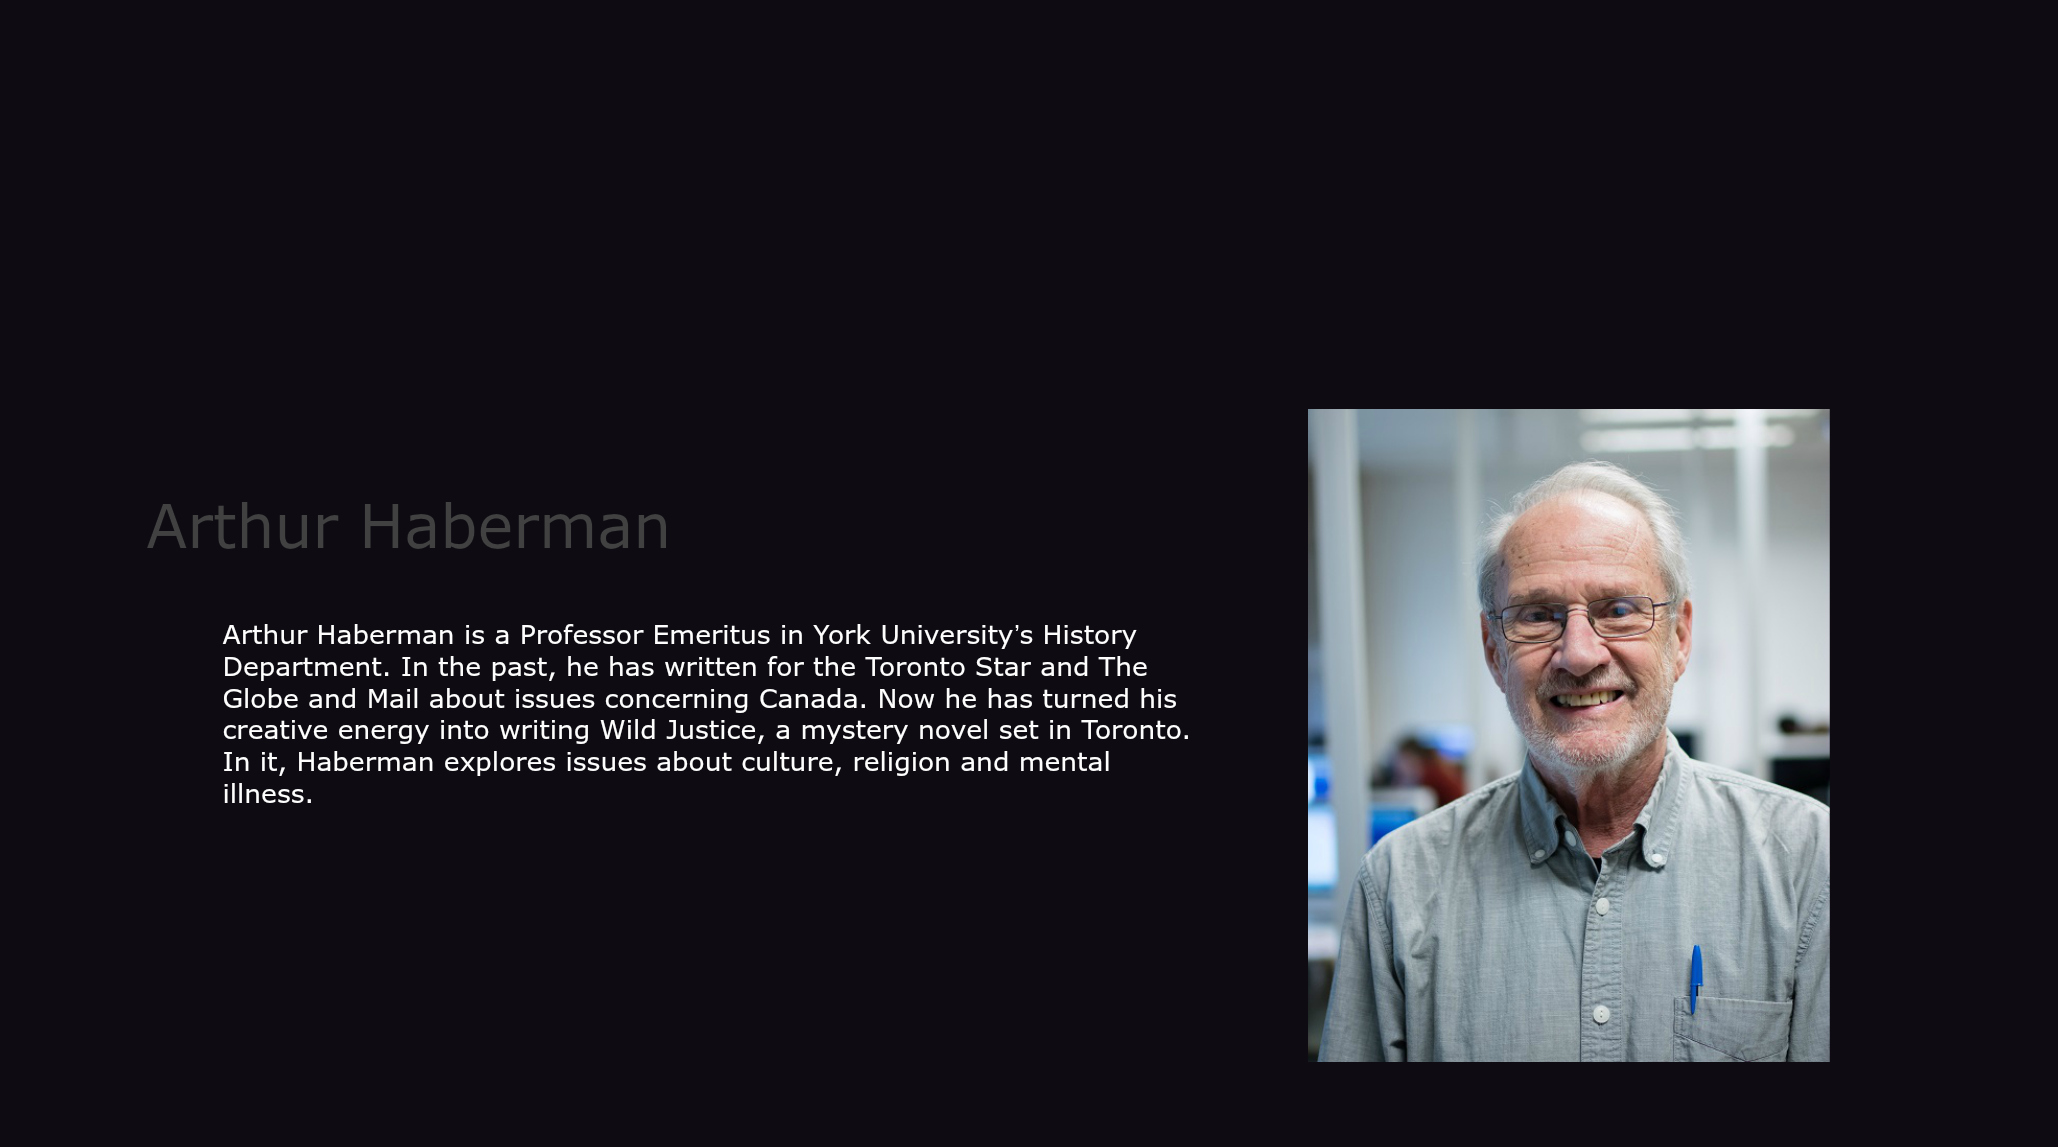 Arthur Haberman
Arthur Haberman is a Professor Emeritus in York University’s History
Department. In the past, he has written for the Toronto Star and The
Globe and Mail about issues concerning Canada. Now he has turned his
creative energy into writing Wild Justice, a mystery novel set in Toronto.
In it, Haberman explores issues about culture, religion and mental
illness.